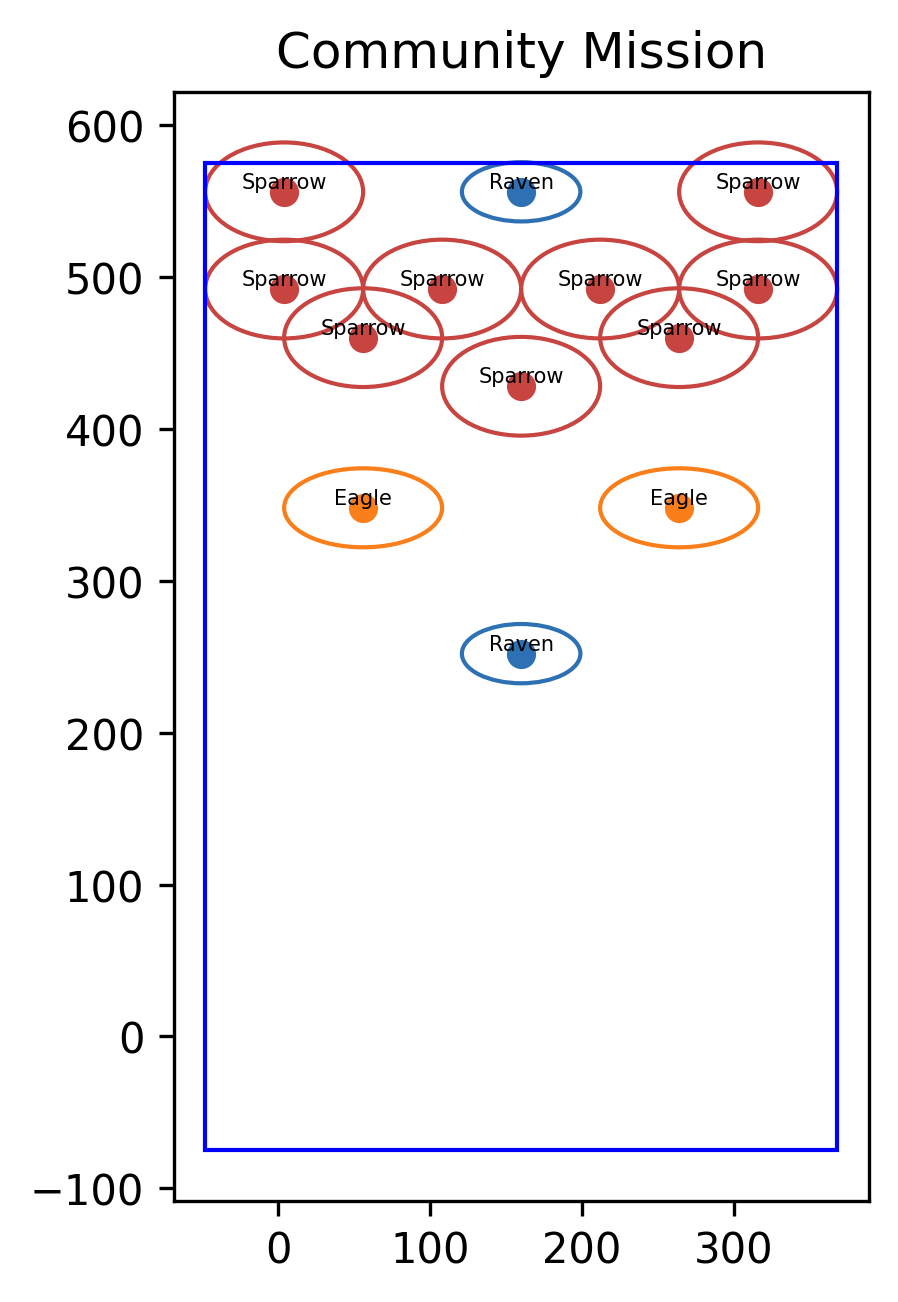 Community Mission
600
Sparrow Raven Sparrow
500
Sparrow Sparrow Sparrow Sparrow
Sparrow Sparrow
Sparrow
400
Eagle Eagle
300
Raven
200
100
0
−100
0 100 200 300